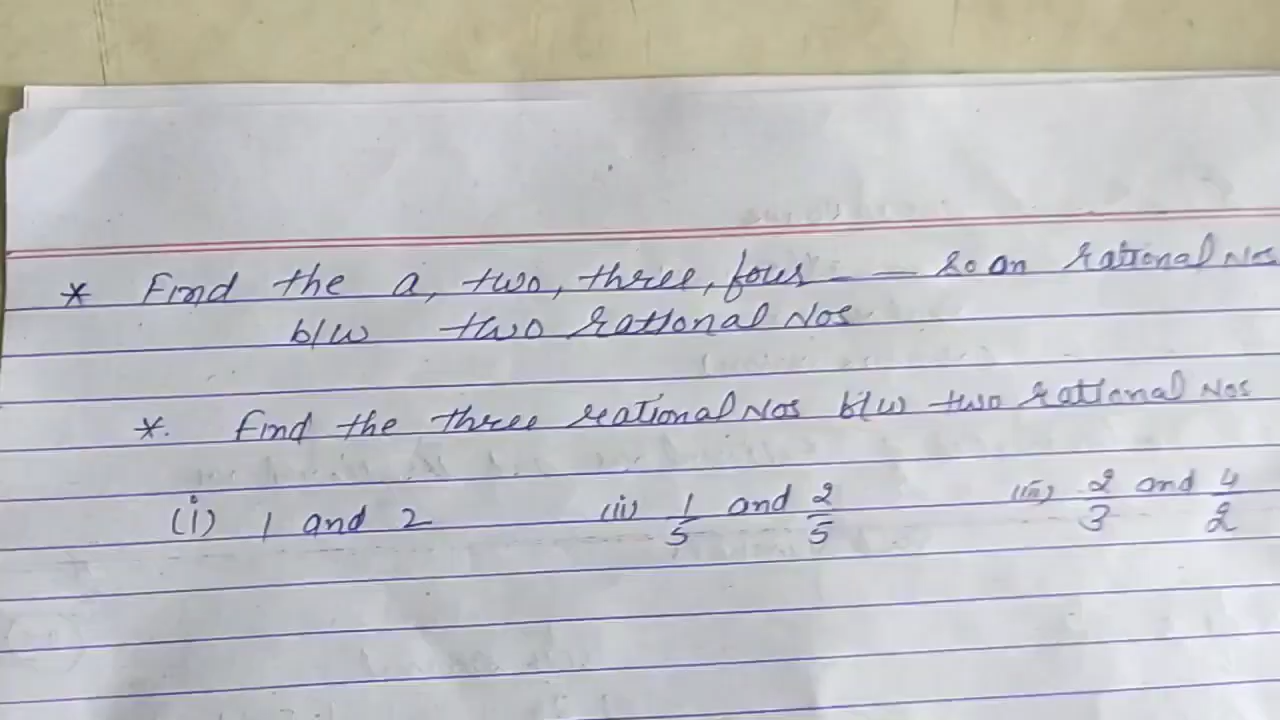 * Find the a, two, three, four —— so on rational Nos
b/w two rational Nos
*. Find the three rational Nos b/w two rational Nos
(i) 1 and 2 (ii) 1/5 and 2/5 (iii) 2/3 and 4/2